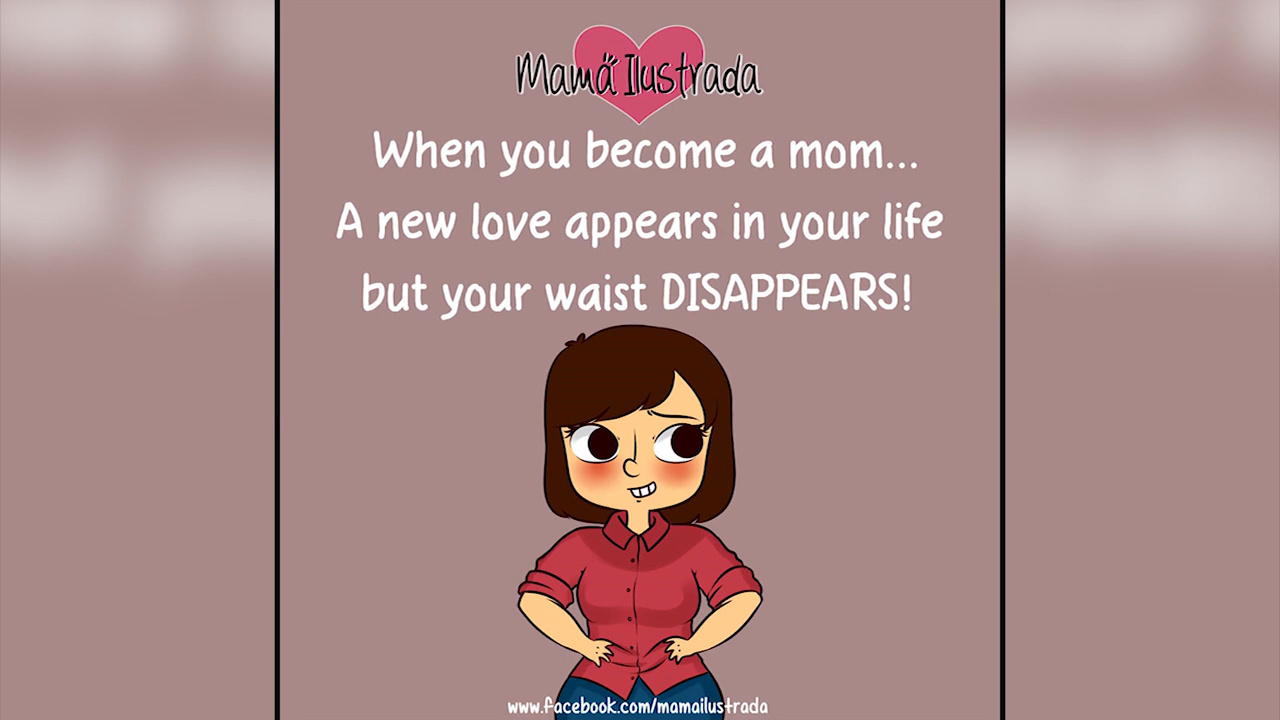 Mamá Ilustrada
When you become a mom...
A new love appears in your life
but your waist DISAPPEARS!
www.facebook.com/mamailustrada